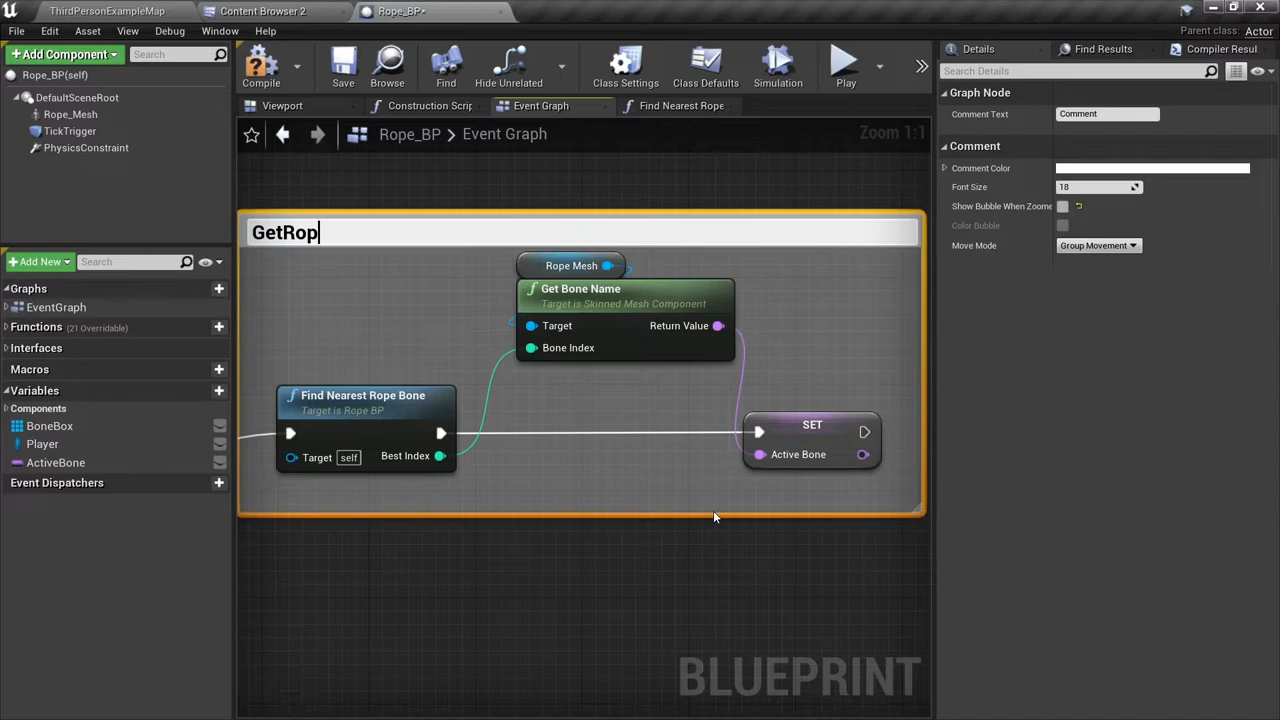 ThirdPersonExampleMap
Content Browser 2
Rope_BP*
File Edit Asset View Debug Window Help
Parent class: Actor
Add Component
Search
Rope_BP(self)
DefaultSceneRoot
Rope_Mesh
TickTrigger
PhysicsConstraint
Add New
Search
Graphs
EventGraph
Functions (21 Overridable)
Interfaces
Macros
Variables
Components
BoneBox
Player
ActiveBone
Event Dispatchers
Compile
Save
Browse
Find
Hide Unrelated
Class Settings
Class Defaults
Simulation
Play
Viewport
Construction Scrip
Event Graph
Find Nearest Rope
Rope_BP > Event Graph
Zoom 1:1
GetRop
Rope Mesh
Get Bone Name
Target is Skinned Mesh Component
Target
Return Value
Bone Index
Find Nearest Rope Bone
Target is Rope BP
Target self
Best Index
SET
Active Bone
BLUEPRINT
Details
Find Results
Compiler Resul
Search Details
Graph Node
Comment Text Comment
Comment
Comment Color
Font Size 18
Show Bubble When Zoome
Color Bubble
Move Mode Group Movement